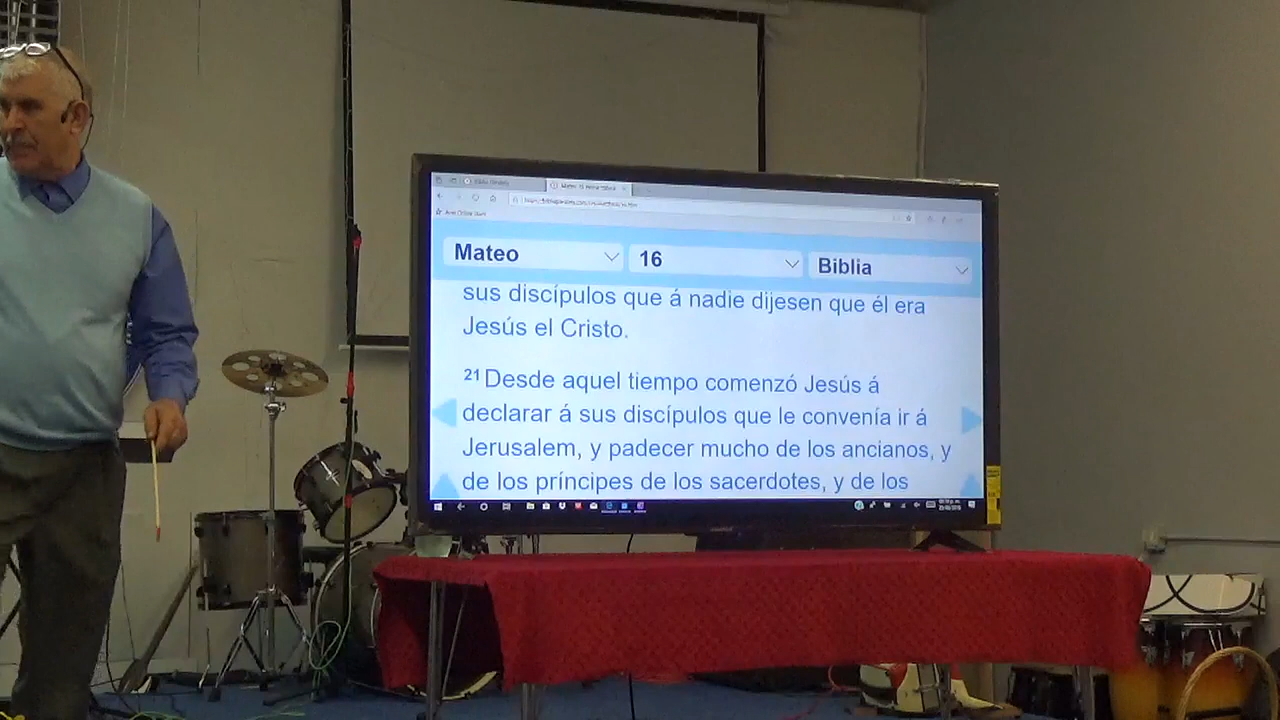 Mateo
16
Biblia
sus discípulos que á nadie dijesen que él era
Jesús el Cristo.
21 Desde aquel tiempo comenzó Jesús á
declarar á sus discípulos que le convenía ir á
Jerusalem, y padecer mucho de los ancianos, y
de los príncipes de los sacerdotes, y de los